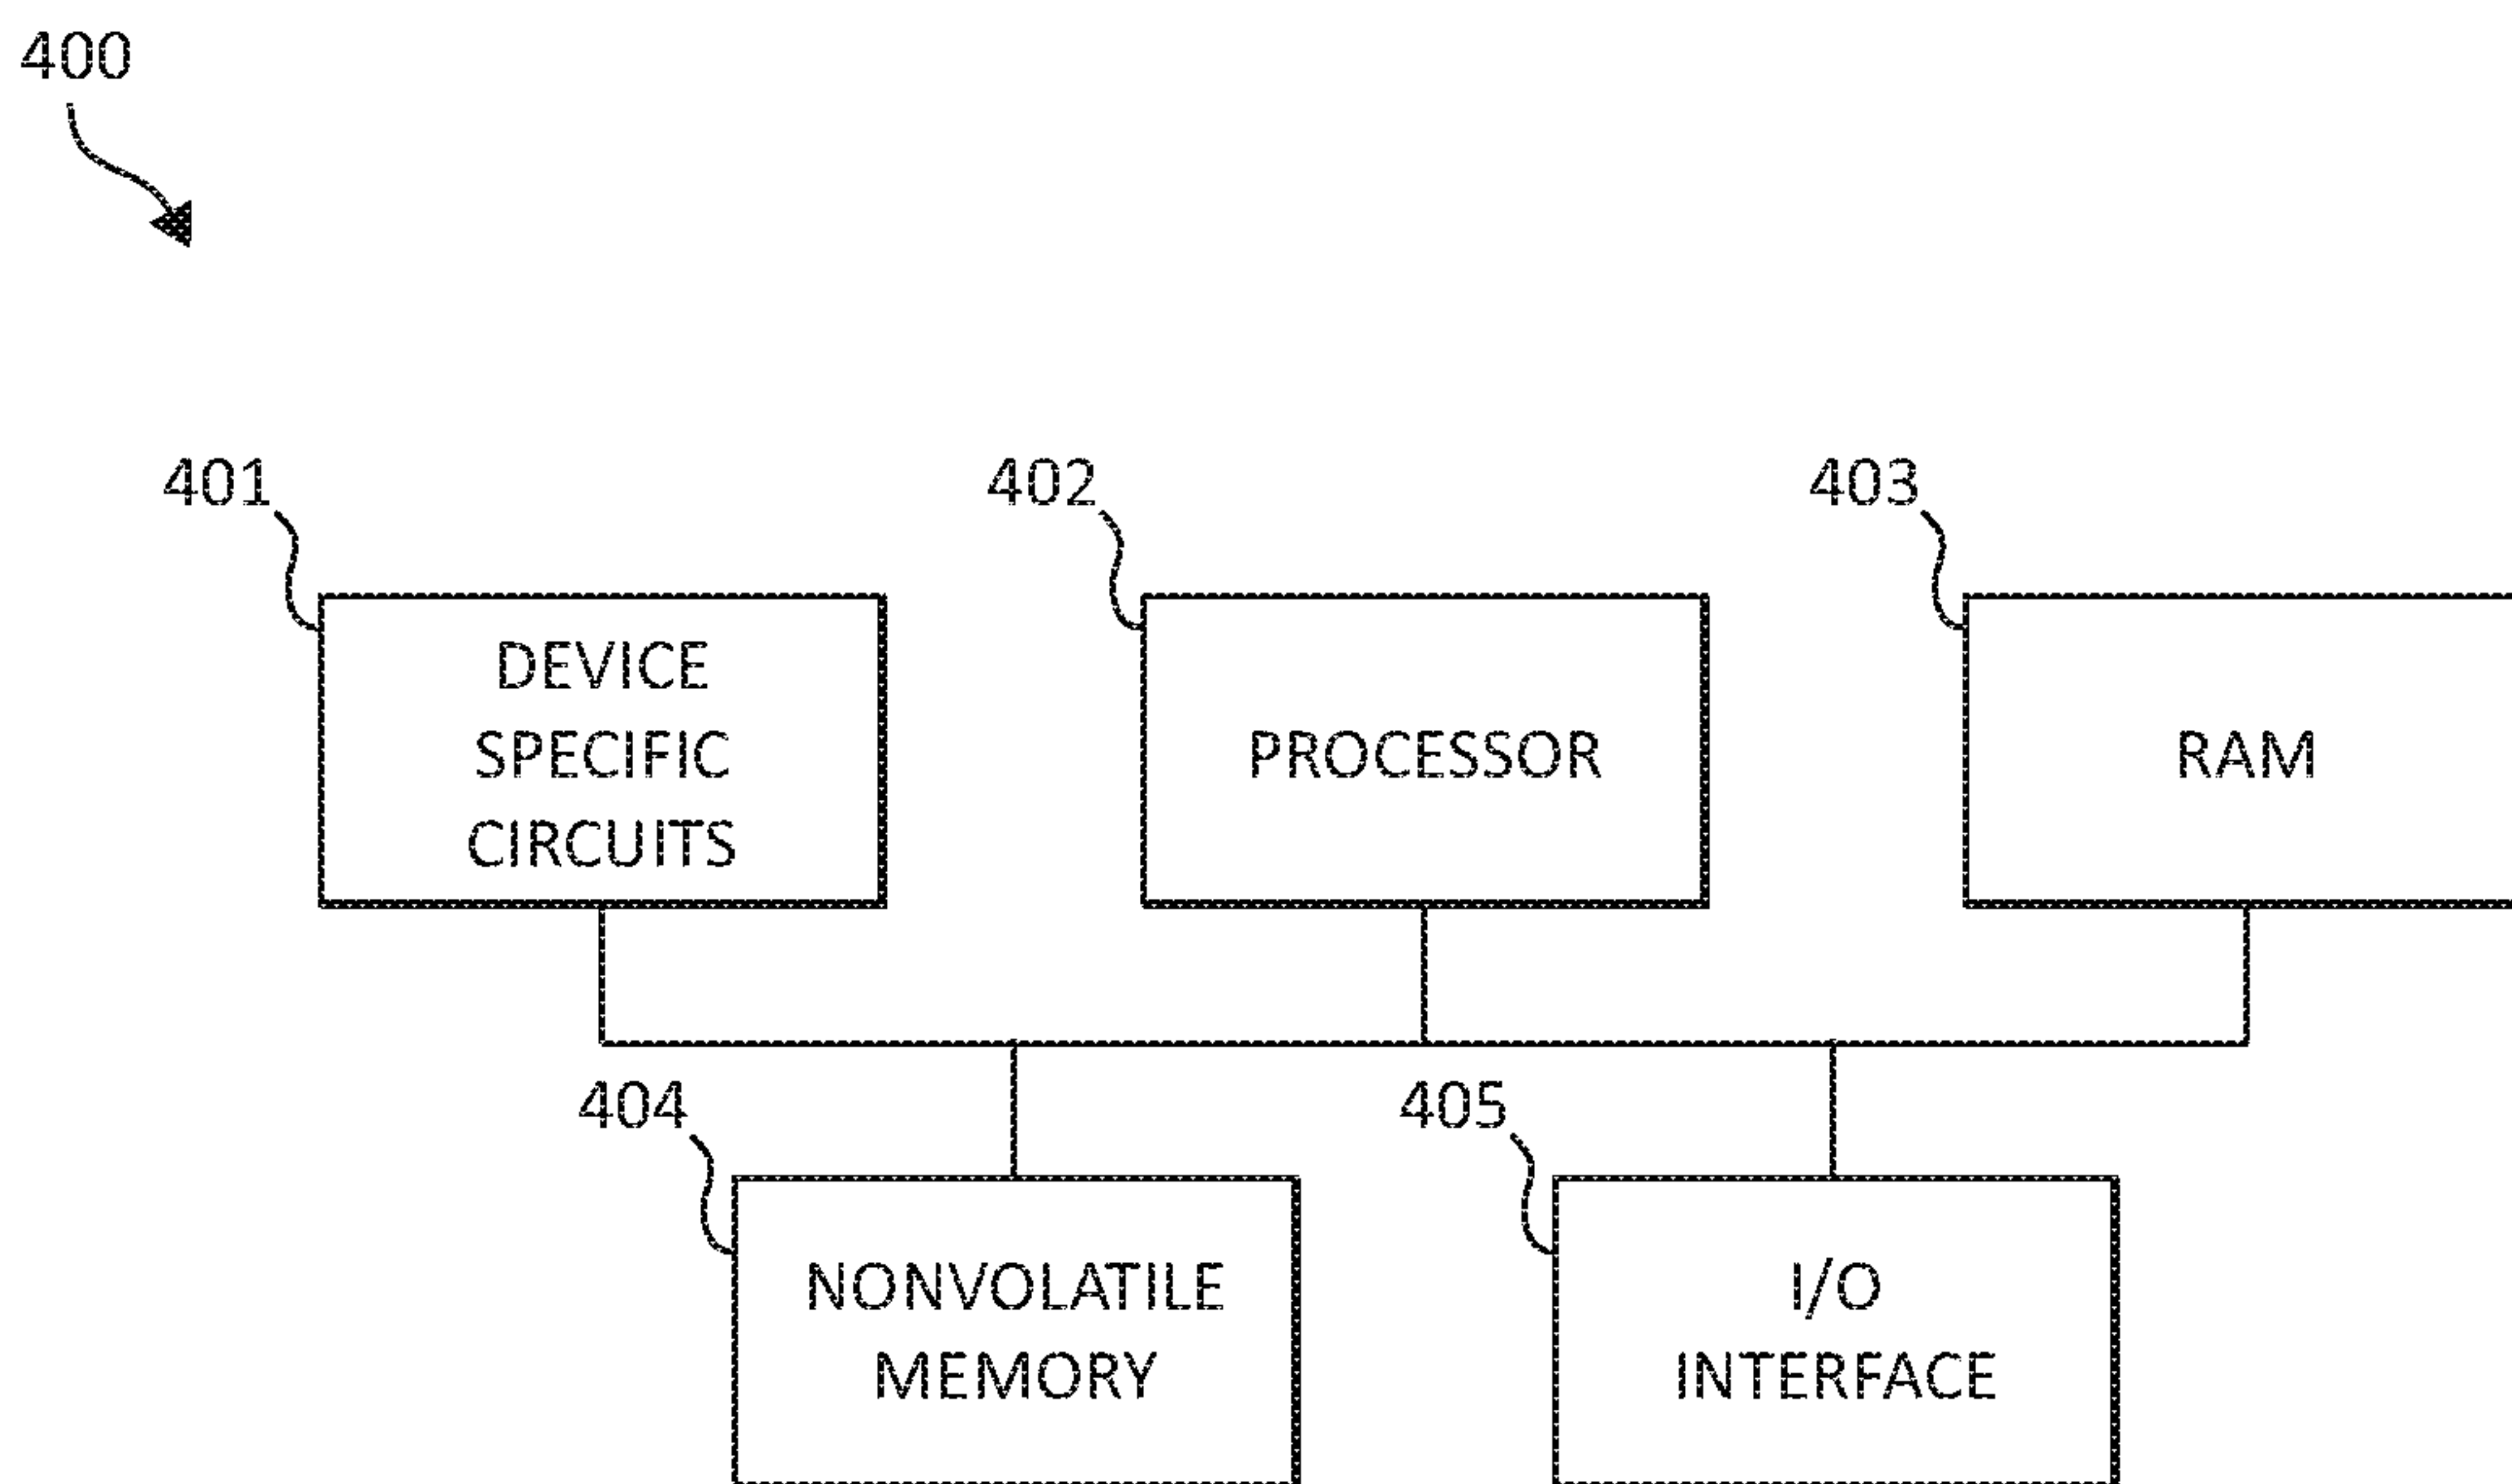 400
401
402
403
DEVICE
SPECIFIC
CIRCUITS
PROCESSOR
RAM
404
405
NONVOLATILE
MEMORY
I/O
INTERFACE